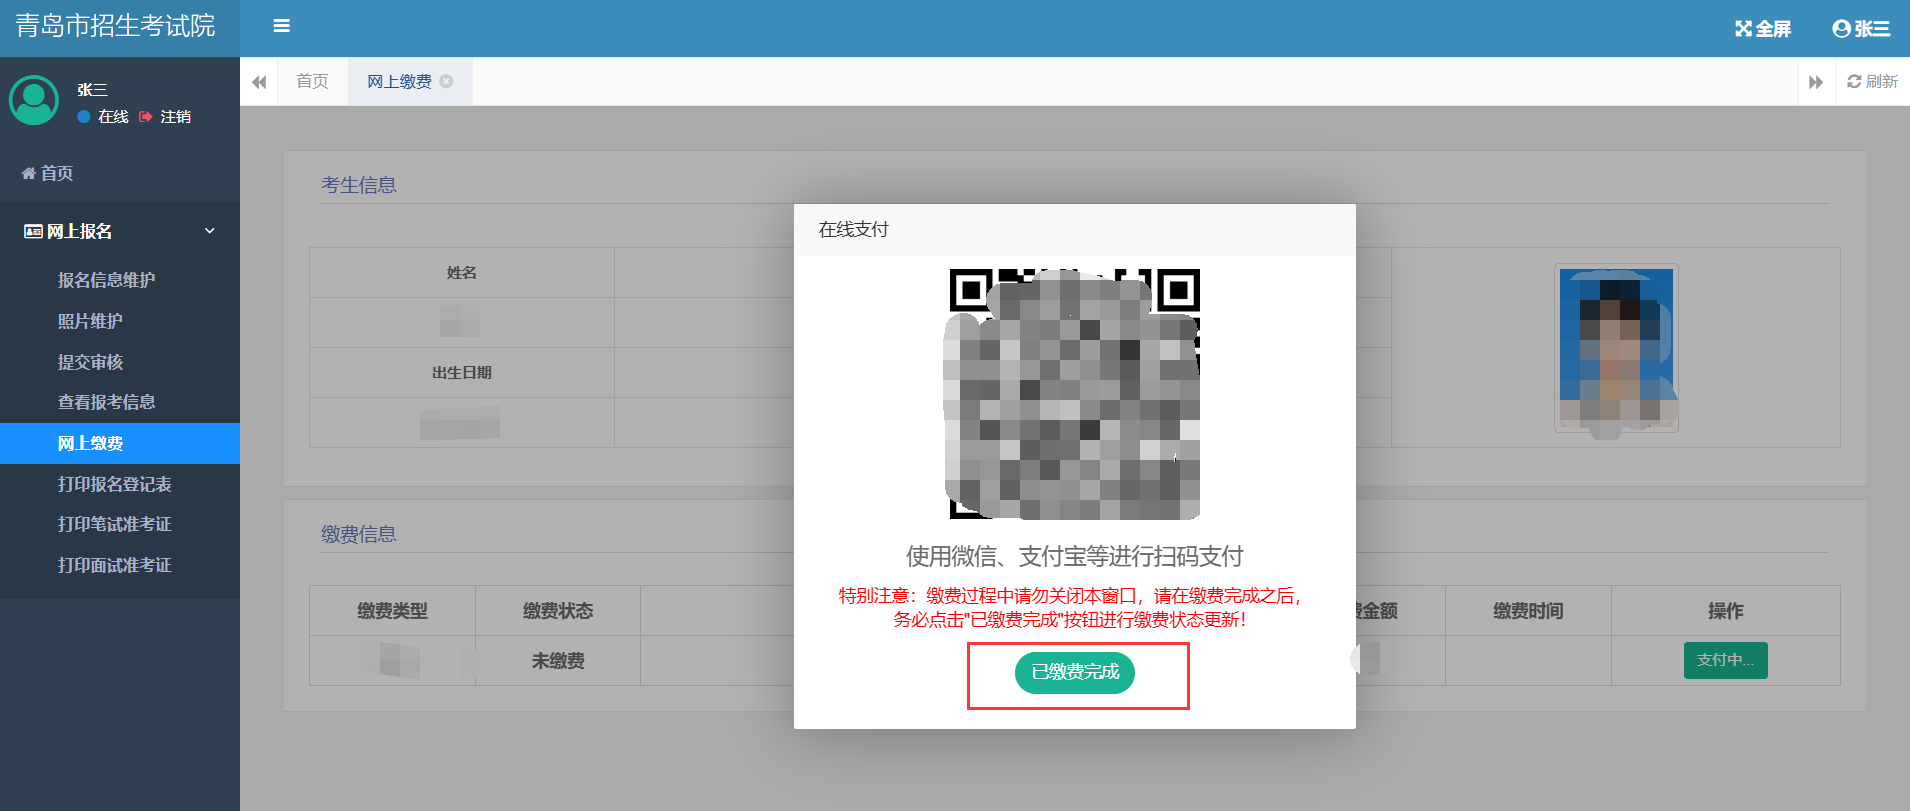 青岛市招生考试院
全屏
张三
张三
在线 注销
首页
网上报名
报名信息维护
照片维护
提交审核
查看报考信息
网上缴费
打印报名登记表
打印笔试准考证
打印面试准考证
首页
网上缴费
刷新
考生信息
姓名
出生日期
缴费信息
缴费类型 缴费状态 费金额 缴费时间 操作
未缴费 支付中...
在线支付
使用微信、支付宝等进行扫码支付
特别注意：缴费过程中请勿关闭本窗口，请在缴费完成之后，
务必点击"已缴费完成"按钮进行缴费状态更新！
已缴费完成